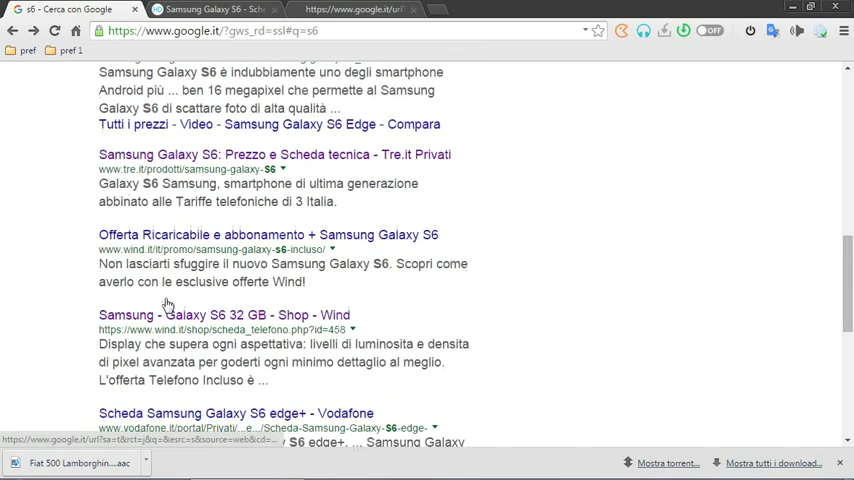 s6 - Cerca con Google
Samsung Galaxy S6 - Sch
https://www.google.it/url
https://www.google.it/?gws_rd=ssl#q=s6
OFF
pref
pref
Samsung Galaxy S6 è indubbiamente uno degli smartphone
Android più ... ben 16 megapixel che permette al Samsung
Galaxy S6 di scattare foto di alta qualità ...
Tutti i prezzi - Video - Samsung Galaxy S6 Edge - Compara
Samsung Galaxy S6: Prezzo e Scheda tecnica - Tre.it Privati
www.tre.it/prodotti/samsung-galaxy-S6
Galaxy S6 Samsung, smartphone di ultima generazione
abbinato alle Tariffe telefoniche di 3 Italia.
Offerta Ricaricabile e abbonamento + Samsung Galaxy S6
www.wind.it/it/promo/samsung-galaxy-s6-incluso/
Non lasciarti sfuggire il nuovo Samsung Galaxy S6. Scopri come
averlo con le esclusive offerte Wind!
Samsung - Galaxy S6 32 GB - Shop - Wind
https://www.wind.it/shop/scheda_telefono.php?id=458
Display che supera ogni aspettativa: livelli di luminosita e densita
di pixel avanzata per goderti ogni minimo dettaglio al meglio.
L'offerta Telefono Incluso è ...
Scheda Samsung Galaxy S6 edge+ - Vodafone
www.vodafone.it/portal/Privati/...e.../Scheda-Samsung-Galaxy-S6-edge-
https://www.google.it/url?sa=t&rct=j&q=&esrc=s&source=web&cd=...
S6 edge+. ... Samsung Galaxy
Fiat 500 Lamborghin....aac
Mostra torrent...
Mostra tutti i download...